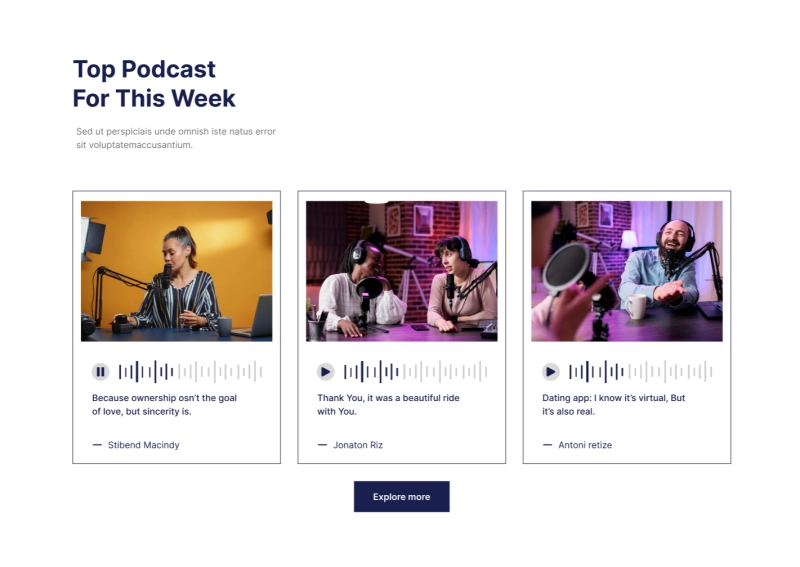 Top Podcast
For This Week
Sed ut perspiciais unde omnish iste natus error
sit voluptatemaccusantium.
Because ownership osn't the goal
of love, but sincerity is.
— Stibend Macindy
Thank You, it was a beautiful ride
with You.
— Jonaton Riz
Dating app: I know it's virtual, But
it's also real.
— Antoni retize
Explore more